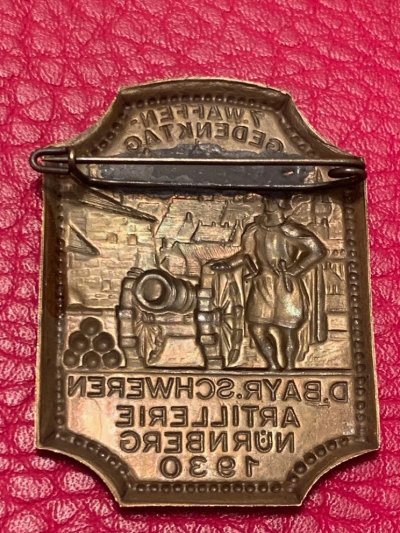 7.WAFFEN-
GEDENKTAG
D.BAYR.SCHWEREN
ARTILLERIE
NÜRNBERG
1930